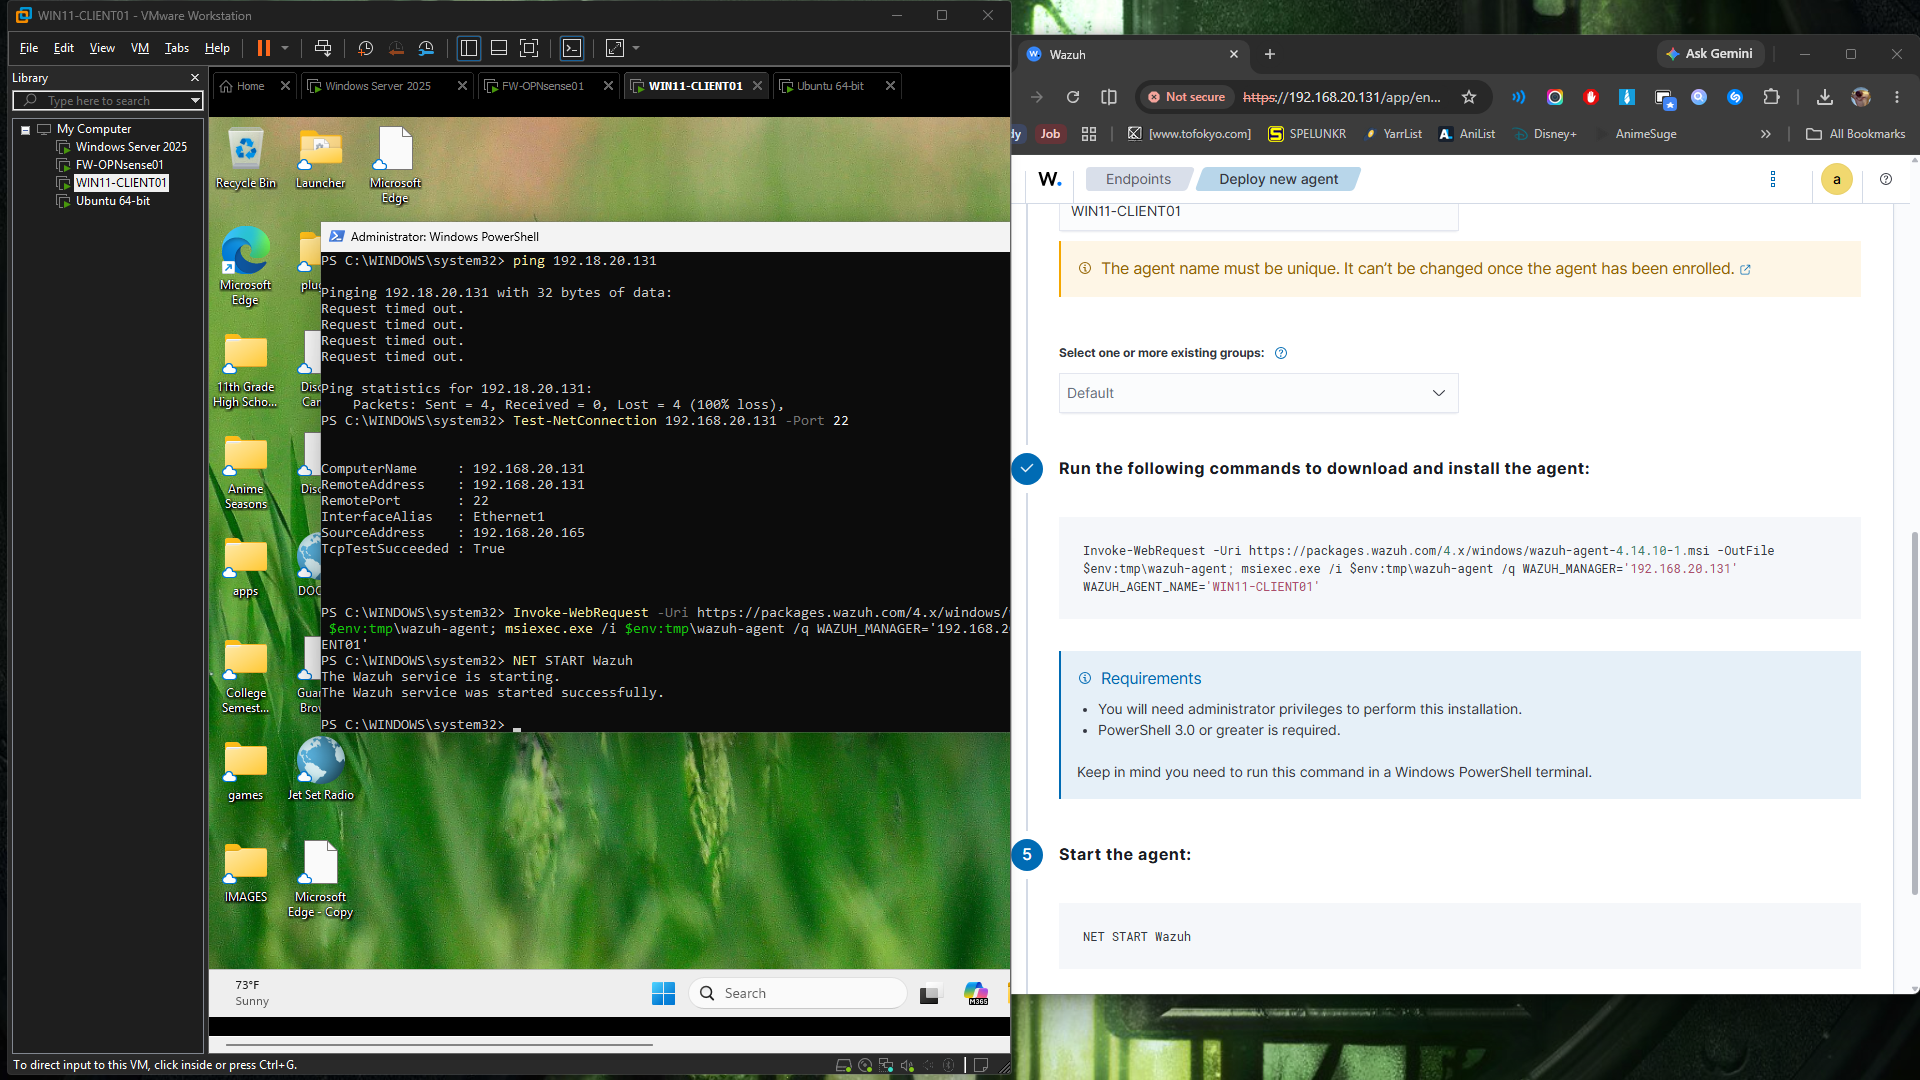 WIN11-CLIENT01 - VMware Workstation
File Edit View VM Tabs Help
Library
Type here to search
My Computer
Windows Server 2025
FW-OPNsense01
WIN11-CLIENT01
Ubuntu 64-bit
Home
Windows Server 2025
FW-OPNsense01
WIN11-CLIENT01
Ubuntu 64-bit
Recycle Bin
Launcher
Microsoft
Edge
Microsoft
Edge
11th Grade
High Scho...
Anime
Seasons
apps
College
Semest...
games
Jet Set Radio
IMAGES
Microsoft
Edge - Copy
Administrator: Windows PowerShell
PS C:\WINDOWS\system32> ping 192.18.20.131
Pinging 192.18.20.131 with 32 bytes of data:
Request timed out.
Request timed out.
Request timed out.
Request timed out.
Ping statistics for 192.18.20.131:
Packets: Sent = 4, Received = 0, Lost = 4 (100% loss),
PS C:\WINDOWS\system32> Test-NetConnection 192.168.20.131 -Port 22
ComputerName : 192.168.20.131
RemoteAddress : 192.168.20.131
RemotePort : 22
InterfaceAlias : Ethernet1
SourceAddress : 192.168.20.165
TcpTestSucceeded : True
PS C:\WINDOWS\system32> Invoke-WebRequest -Uri https://packages.wazuh.com/4.x/windows/
$env:tmp\wazuh-agent; msiexec.exe /i $env:tmp\wazuh-agent /q WAZUH_MANAGER='192.168.2
ENT01'
PS C:\WINDOWS\system32> NET START Wazuh
The Wazuh service is starting.
The Wazuh service was started successfully.
PS C:\WINDOWS\system32>
73°F
Sunny
Search
M365
To direct input to this VM, click inside or press Ctrl+G.
Wazuh
Ask Gemini
Not secure
https://192.168.20.131/app/en...
dy
Job
[www.tofokyo.com]
SPELUNKR
YarrList
AniList
Disney+
AnimeSuge
All Bookmarks
W.
Endpoints
Deploy new agent
a
WIN11-CLIENT01
The agent name must be unique. It can't be changed once the agent has been enrolled.
Select one or more existing groups:
Default
Run the following commands to download and install the agent:
Invoke-WebRequest -Uri https://packages.wazuh.com/4.x/windows/wazuh-agent-4.14.10-1.msi -OutFile
$env:tmp\wazuh-agent; msiexec.exe /i $env:tmp\wazuh-agent /q WAZUH_MANAGER='192.168.20.131'
WAZUH_AGENT_NAME='WIN11-CLIENT01'
Requirements
• You will need administrator privileges to perform this installation.
• PowerShell 3.0 or greater is required.
Keep in mind you need to run this command in a Windows PowerShell terminal.
5
Start the agent:
NET START Wazuh